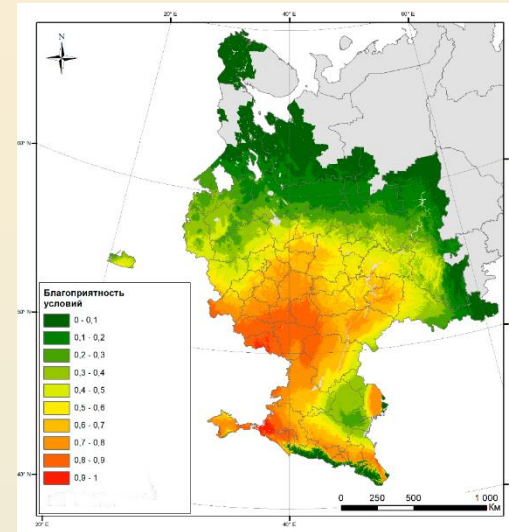 20° E
40° E
60° E
N
60° N
50° N
40° N
Благоприятность
условий
0 - 0,1
0,1 - 0,2
0,2 - 0,3
0,3 - 0,4
0,4 - 0,5
0,5 - 0,6
0,6 - 0,7
0,7 - 0,8
0,8 - 0,9
0,9 - 1
0 250 500 1 000
Км
20° E
40° E